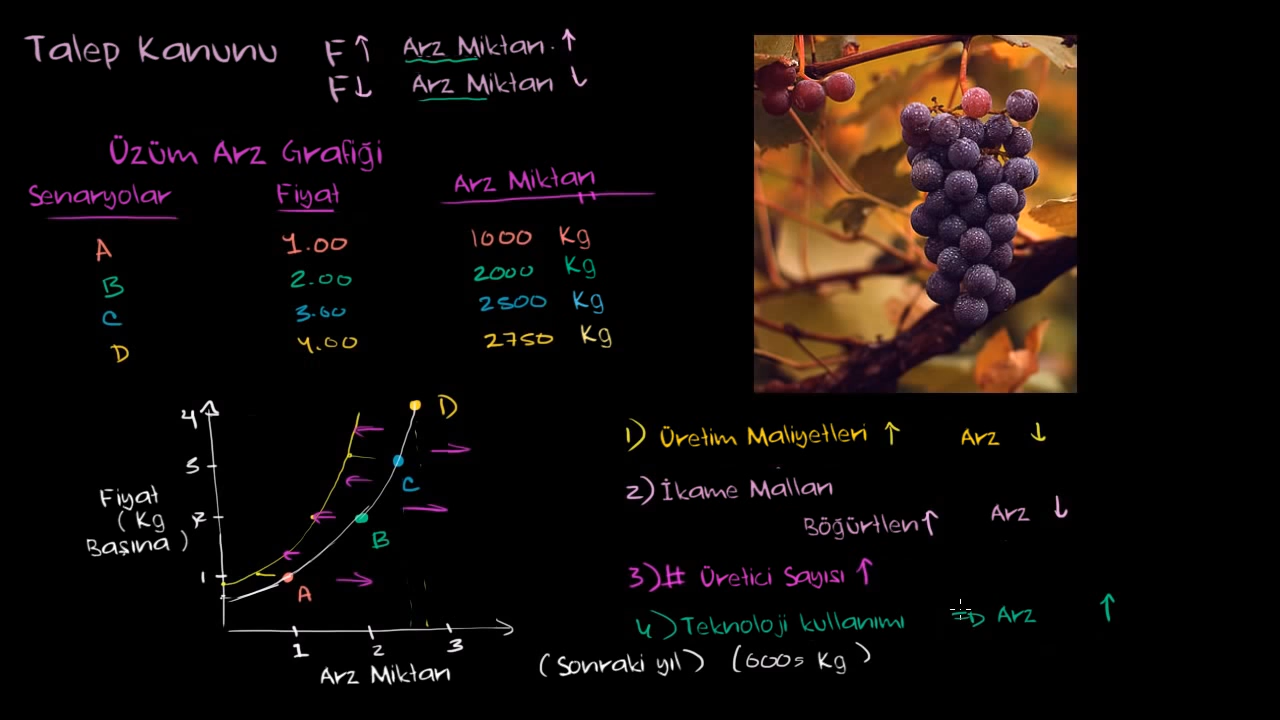 Talep Kanunu F↑ Arz Miktarı ↑
F↓ Arz Miktarı ↓
Üzüm Arz Grafiği
Senaryolar Fiyat Arz Miktarı
A 1.00 1000 Kg
B 2.00 2000 Kg
C 3.00 2500 Kg
D 4.00 2750 Kg
4 D
3 C
Fiyat (Kg Başına) 2 B
1 A
1 2 3
Arz Miktarı
1) Üretim Maliyetleri ↑ Arz ↓
2) İkame Malları
Böğürtlen ↑ Arz ↓
3) # Üretici Sayısı ↑
4) Teknoloji kullanımı => Arz ↑
(Sonraki yıl) (600s Kg)